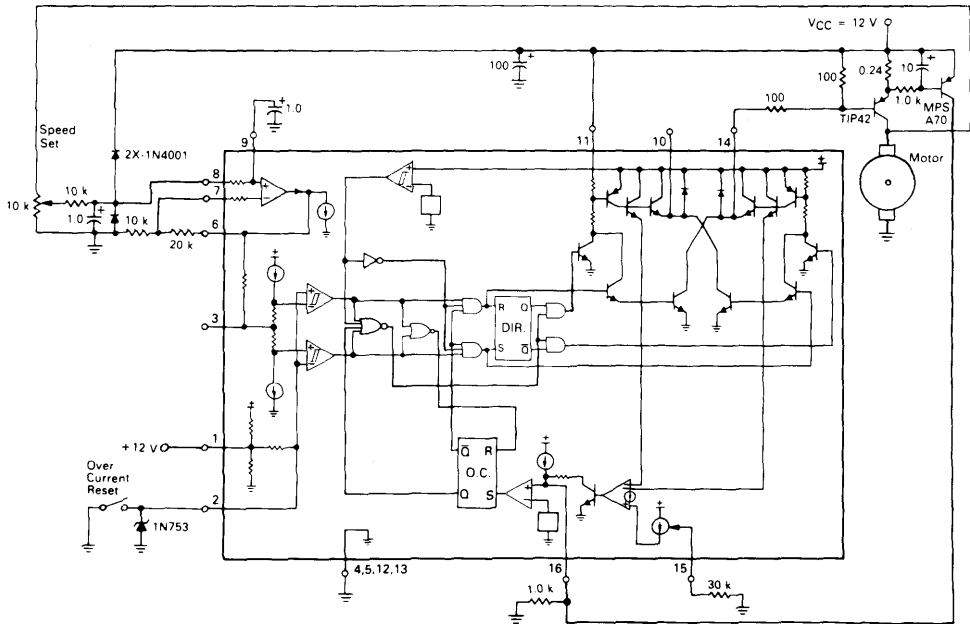 VCC = 12 V
100
+
100
0.24
10
+
1.0 k
100
TIP42
MPS
A70
+
1.0
Speed
Set
2X-1N4001
9
11
10
14
Motor
8
7
10 k
10 k
1.0
+
10 k
20 k
6
3
R
Q
DIR.
S
Q
1
+12 V
Over
Current
Reset
2
1N753
Q
R
O.C.
Q
S
4,5,12,13
16
15
1.0 k
30 k